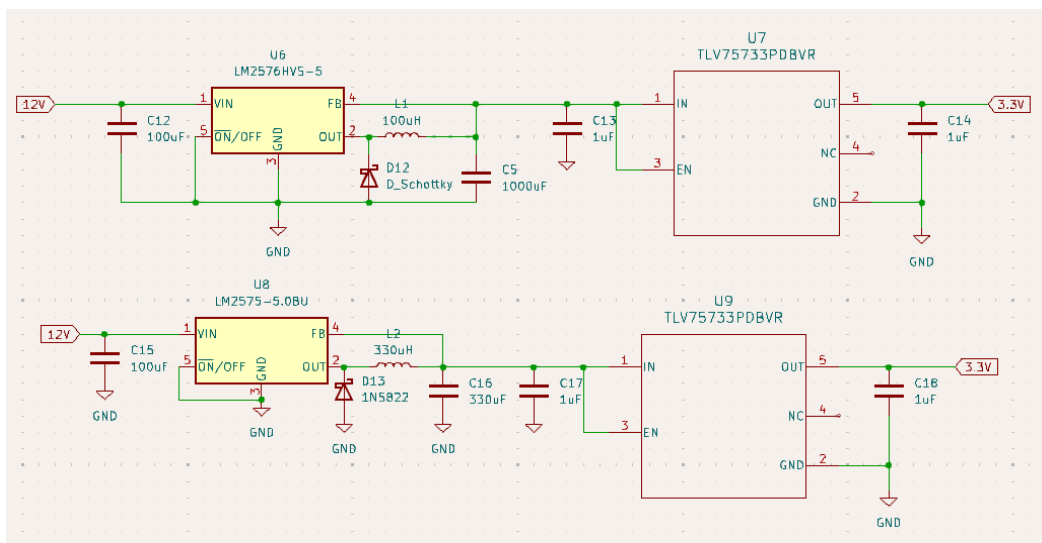 U6
LM2576HVS-5
12V
1
VIN
FB
4
C12
100uF
5
ON/OFF
GND
3
OUT
2
L1
100uH
D12
D_Schottky
C5
1000uF
GND
C13
1uF
U7
TLV75733PDBVR
1
IN
3
EN
OUT
5
NC
4
GND
2
C14
1uF
3.3V
GND
U8
LM2575-5.0BU
12V
1
VIN
FB
4
C15
100uF
GND
5
ON/OFF
GND
3
OUT
2
GND
L2
330uH
D13
1N5822
GND
C16
330uF
GND
C17
1uF
U9
TLV75733PDBVR
1
IN
3
EN
OUT
5
NC
4
GND
2
C18
1uF
3.3V
GND